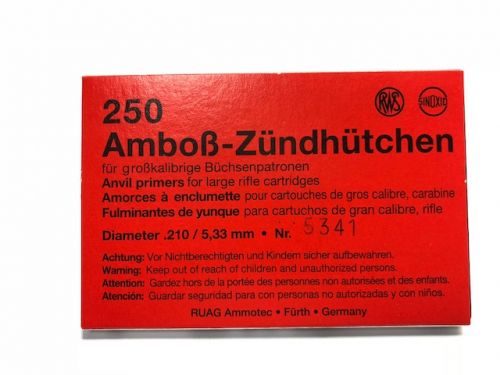 250
RWS
SINOXID
Amboß-Zündhütchen
für großkalibrige Büchsenpatronen
Anvil primers for large rifle cartridges
Amorces à enclumette pour cartouches de gros calibre, carabine
Fulminantes de yunque para cartuchos de gran calibre, rifle
Diameter .210 / 5,33 mm • Nr. 5341
Achtung: Vor Nichtberechtigten und Kindern sicher aufbewahren.
Warning: Keep out of reach of children and unauthorized persons.
Attention: Gardez hors de la portée des personnes non autorisées et des enfants.
Atención: Guardar seguridad para con personas no autorizadas y con niños.
RUAG Ammotec • Fürth • Germany